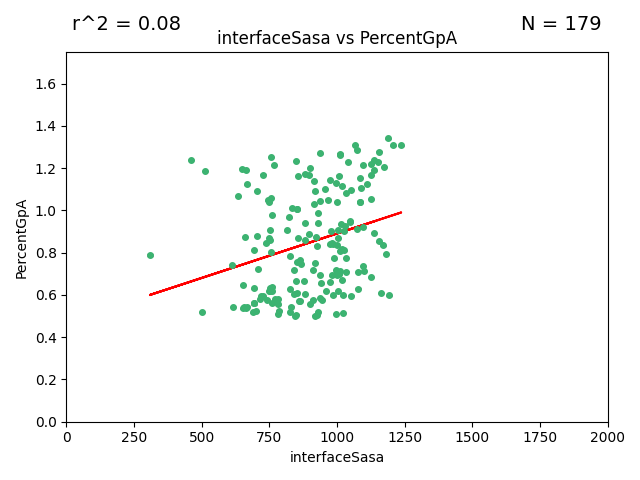 r^2 = 0.08
N = 179
interfaceSasa vs PercentGpA
1.6
1.4
1.2
1.0
0.8
0.6
0.4
0.2
0.0
PercentGpA
0 250 500 750 1000 1250 1500 1750 2000
interfaceSasa